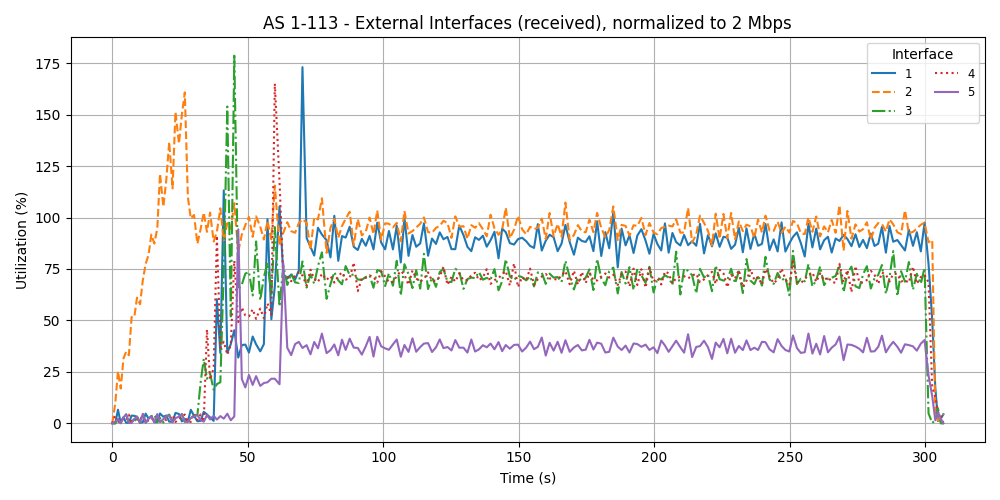 AS 1-113 - External Interfaces (received), normalized to 2 Mbps
Interface
1 4
2 5
3
175
150
125
100
75
50
25
0
Utilization (%)
0 50 100 150 200 250 300
Time (s)